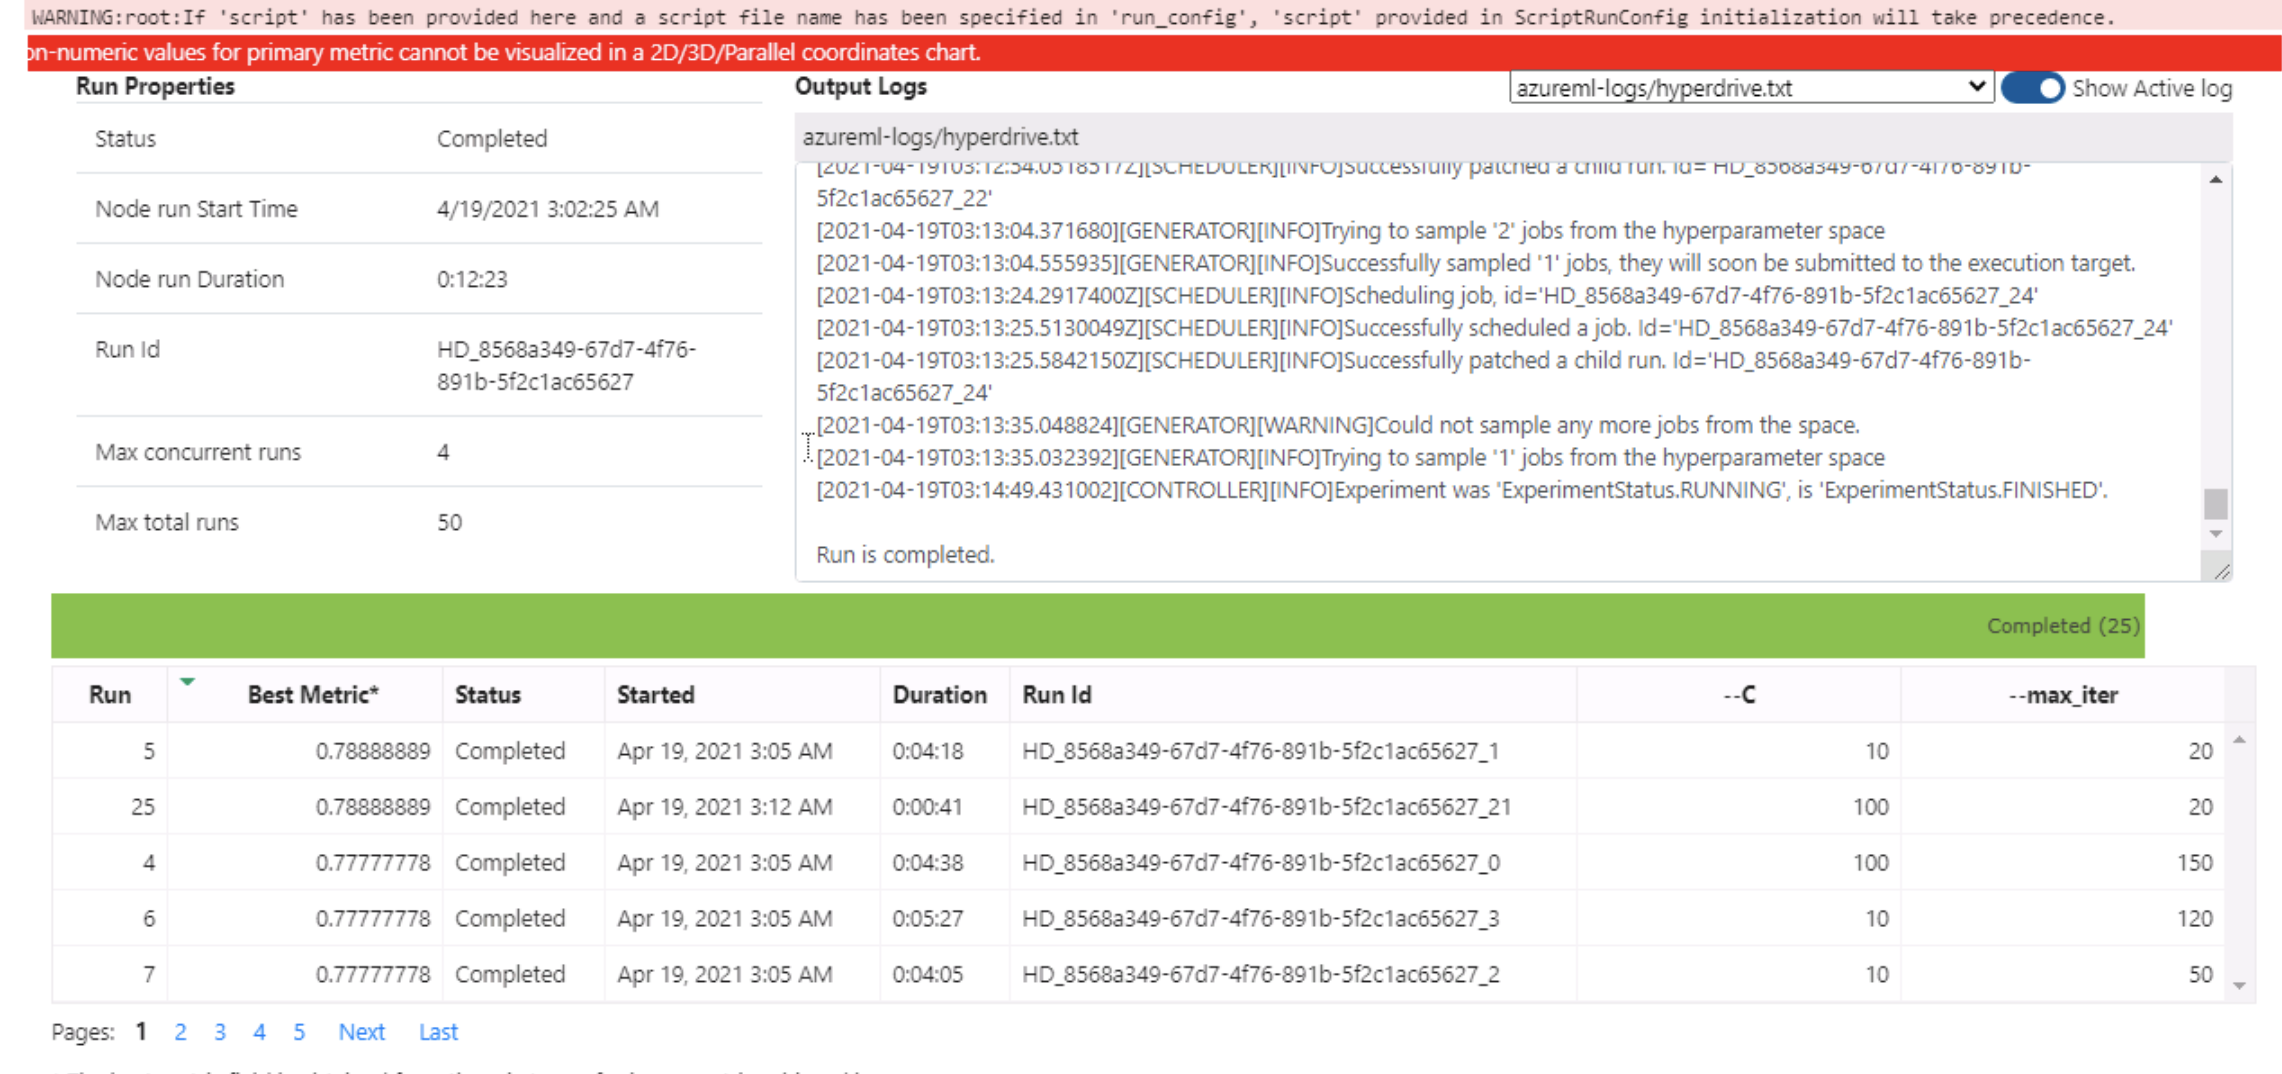 WARNING:root:If 'script' has been provided here and a script file name has been specified in 'run_config', 'script' provided in ScriptRunConfig initialization will take precedence.
on-numeric values for primary metric cannot be visualized in a 2D/3D/Parallel coordinates chart.
Run Properties
Status Completed
Node run Start Time 4/19/2021 3:02:25 AM
Node run Duration 0:12:23
Run Id HD_8568a349-67d7-4f76-
891b-5f2c1ac65627
Max concurrent runs 4
Max total runs 50
Output Logs azureml-logs/hyperdrive.txt Show Active log
azureml-logs/hyperdrive.txt
[2021-04-19T03:12:54.0518517Z][SCHEDULER][INFO]Successfully patched a child run. Id='HD_8568a349-67d7-4f76-891b-
5f2c1ac65627_22'
[2021-04-19T03:13:04.371680][GENERATOR][INFO]Trying to sample '2' jobs from the hyperparameter space
[2021-04-19T03:13:04.555935][GENERATOR][INFO]Successfully sampled '1' jobs, they will soon be submitted to the execution target.
[2021-04-19T03:13:24.2917400Z][SCHEDULER][INFO]Scheduling job, id='HD_8568a349-67d7-4f76-891b-5f2c1ac65627_24'
[2021-04-19T03:13:25.5130049Z][SCHEDULER][INFO]Successfully scheduled a job. Id='HD_8568a349-67d7-4f76-891b-5f2c1ac65627_24'
[2021-04-19T03:13:25.5842150Z][SCHEDULER][INFO]Successfully patched a child run. Id='HD_8568a349-67d7-4f76-891b-
5f2c1ac65627_24'
[2021-04-19T03:13:35.048824][GENERATOR][WARNING]Could not sample any more jobs from the space.
[2021-04-19T03:13:35.032392][GENERATOR][INFO]Trying to sample '1' jobs from the hyperparameter space
[2021-04-19T03:14:49.431002][CONTROLLER][INFO]Experiment was 'ExperimentStatus.RUNNING', is 'ExperimentStatus.FINISHED'.
Run is completed.
Completed (25)
Run Best Metric* Status Started Duration Run Id --C --max_iter
5 0.78888889 Completed Apr 19, 2021 3:05 AM 0:04:18 HD_8568a349-67d7-4f76-891b-5f2c1ac65627_1 10 20
25 0.78888889 Completed Apr 19, 2021 3:12 AM 0:00:41 HD_8568a349-67d7-4f76-891b-5f2c1ac65627_21 100 20
4 0.77777778 Completed Apr 19, 2021 3:05 AM 0:04:38 HD_8568a349-67d7-4f76-891b-5f2c1ac65627_0 100 150
6 0.77777778 Completed Apr 19, 2021 3:05 AM 0:05:27 HD_8568a349-67d7-4f76-891b-5f2c1ac65627_3 10 120
7 0.77777778 Completed Apr 19, 2021 3:05 AM 0:04:05 HD_8568a349-67d7-4f76-891b-5f2c1ac65627_2 10 50
Pages: 1 2 3 4 5 Next Last